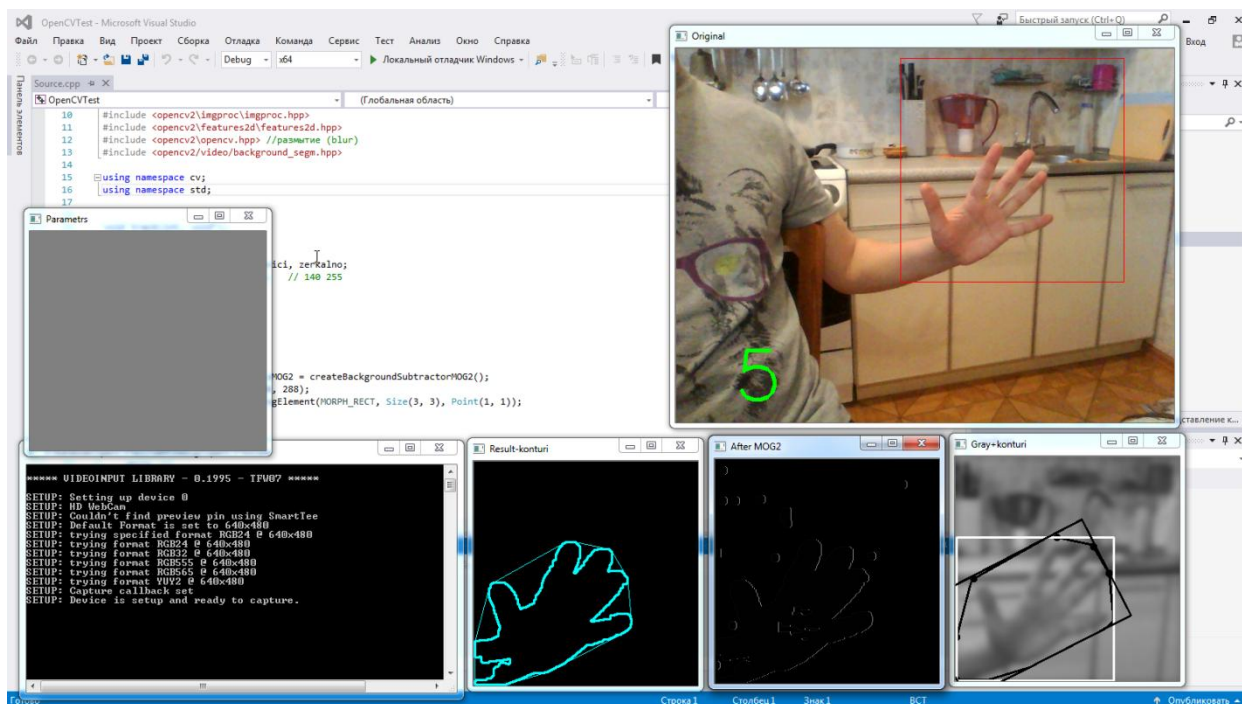 OpenCVTest - Microsoft Visual Studio
Быстрый запуск (Ctrl+Q)
Файл Правка Вид Проект Сборка Отладка Команда Сервис Тест Анализ Окно Справка
Вход
Debug x64 Локальный отладчик Windows
Панель элементов
Source.cpp
OpenCVTest (Глобальная область)
10 #include <opencv2\imgproc\imgproc.hpp>
11 #include <opencv2\features2d\features2d.hpp>
12 #include <opencv2\opencv.hpp> //размытие (blur)
13 #include <opencv2/video/background_segm.hpp>
14
15 using namespace cv;
16 using namespace std;
17
ici, zerkalno;
// 140 255
MOG2 = createBackgroundSubtractorMOG2();
, 288);
gElement(MORPH_RECT, Size(3, 3), Point(1, 1));
Parametrs
Original
5
ставление к...
***** VIDEOINPUT LIBRARY - 0.1995 - TFW07 *****
SETUP: Setting up device 0
SETUP: HD WebCam
SETUP: Couldn't find preview pin using SmartTee
SETUP: Default Format is set to 640x480
SETUP: trying specified format RGB24 @ 640x480
SETUP: trying format RGB24 @ 640x480
SETUP: trying format RGB32 @ 640x480
SETUP: trying format RGB555 @ 640x480
SETUP: trying format RGB565 @ 640x480
SETUP: trying format YUY2 @ 640x480
SETUP: Capture callback set
SETUP: Device is setup and ready to capture.
Result-konturi
After MOG2
Gray+konturi
Готово
Строка 1 Столбец 1 Знак 1 ВСТ
Опубликовать